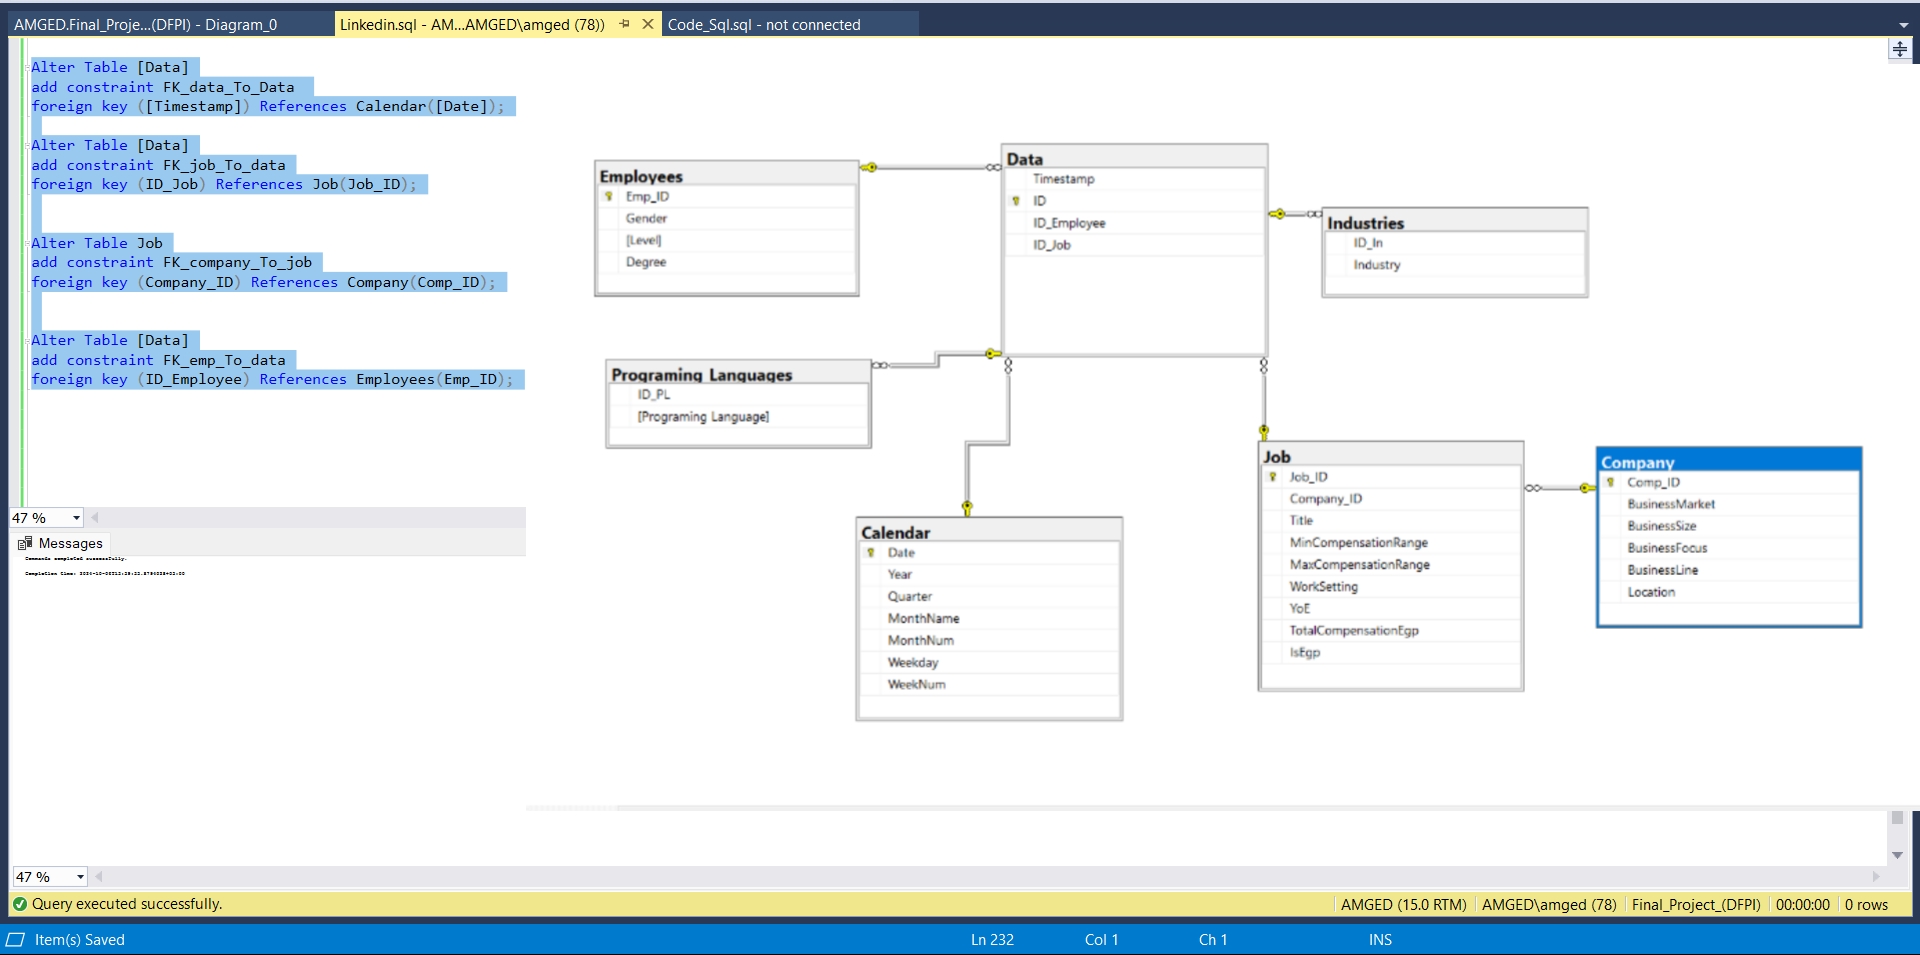 AMGED.Final_Proje...(DFPI) - Diagram_0
Linkedin.sql - AM...AMGED\amged (78))
Code_Sql.sql - not connected
Alter Table [Data]
add constraint FK_data_To_Data
foreign key ([Timestamp]) References Calendar([Date]);
Alter Table [Data]
add constraint FK_job_To_data
foreign key (ID_Job) References Job(Job_ID);
Alter Table Job
add constraint FK_company_To_job
foreign key (Company_ID) References Company(Comp_ID);
Alter Table [Data]
add constraint FK_emp_To_data
foreign key (ID_Employee) References Employees(Emp_ID);
47 %
Messages
Commands completed successfully.
Employees
Emp_ID
Gender
[Level]
Degree
Data
Timestamp
ID
ID_Employee
ID_Job
Industries
ID_In
Industry
Programing Languages
ID_PL
[Programing Language]
Calendar
Date
Year
Quarter
MonthName
MonthNum
Weekday
WeekNum
Job
Job_ID
Company_ID
Title
MinCompensationRange
MaxCompensationRange
WorkSetting
YoE
TotalCompensationEgp
IsEgp
Company
Comp_ID
BusinessMarket
BusinessSize
BusinessFocus
BusinessLine
Location
47 %
Query executed successfully.
AMGED (15.0 RTM)
AMGED\amged (78)
Final_Project_(DFPI)
00:00:00
0 rows
Item(s) Saved
Ln 232
Col 1
Ch 1
INS